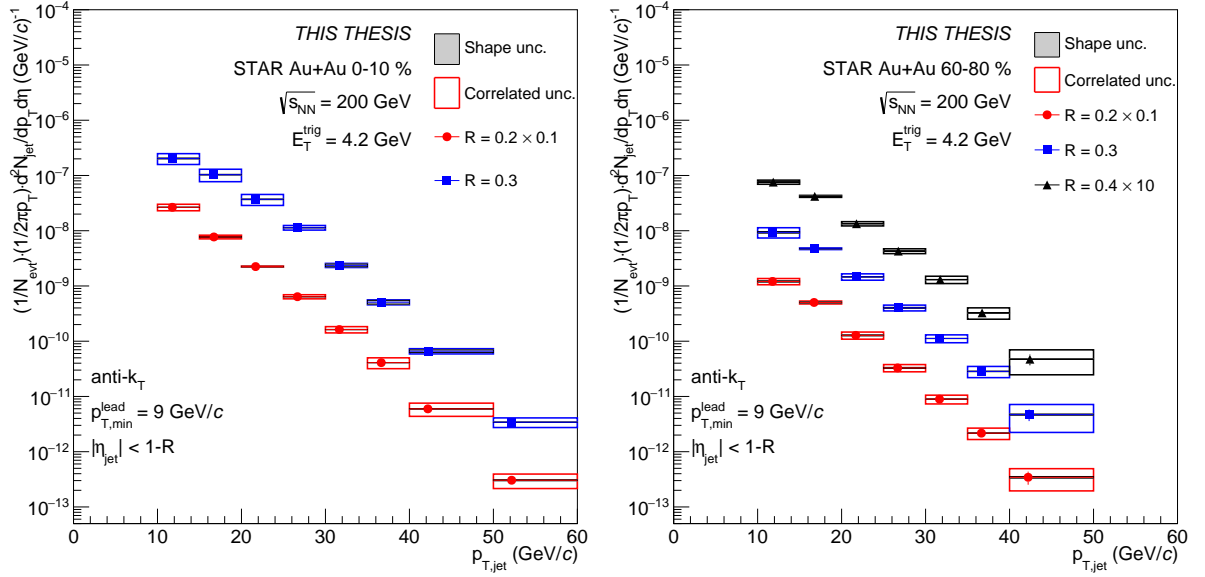 (1/N_evt)·(1/2πp_T)·d²N_jet/dp_T dη (GeV/c)⁻¹
10⁻⁴
10⁻⁵
10⁻⁶
10⁻⁷
10⁻⁸
10⁻⁹
10⁻¹⁰
10⁻¹¹
10⁻¹²
10⁻¹³
THIS THESIS
STAR Au+Au 0-10 %
√s_NN = 200 GeV
E_T^trig = 4.2 GeV
Shape unc.
Correlated unc.
R = 0.2 × 0.1
R = 0.3
anti-k_T
p_T,min^lead = 9 GeV/c
|η_jet| < 1-R
0 10 20 30 40 50 60
p_T,jet (GeV/c)
(1/N_evt)·(1/2πp_T)·d²N_jet/dp_T dη (GeV/c)⁻¹
10⁻⁴
10⁻⁵
10⁻⁶
10⁻⁷
10⁻⁸
10⁻⁹
10⁻¹⁰
10⁻¹¹
10⁻¹²
10⁻¹³
THIS THESIS
STAR Au+Au 60-80 %
√s_NN = 200 GeV
E_T^trig = 4.2 GeV
Shape unc.
Correlated unc.
R = 0.2 × 0.1
R = 0.3
R = 0.4 × 10
anti-k_T
p_T,min^lead = 9 GeV/c
|η_jet| < 1-R
0 10 20 30 40 50 60
p_T,jet (GeV/c)